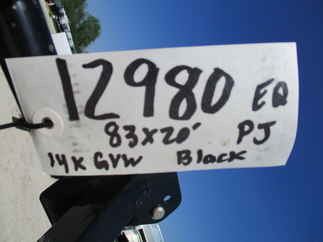 12980 EQ
83x20' PJ
14K GVW Black